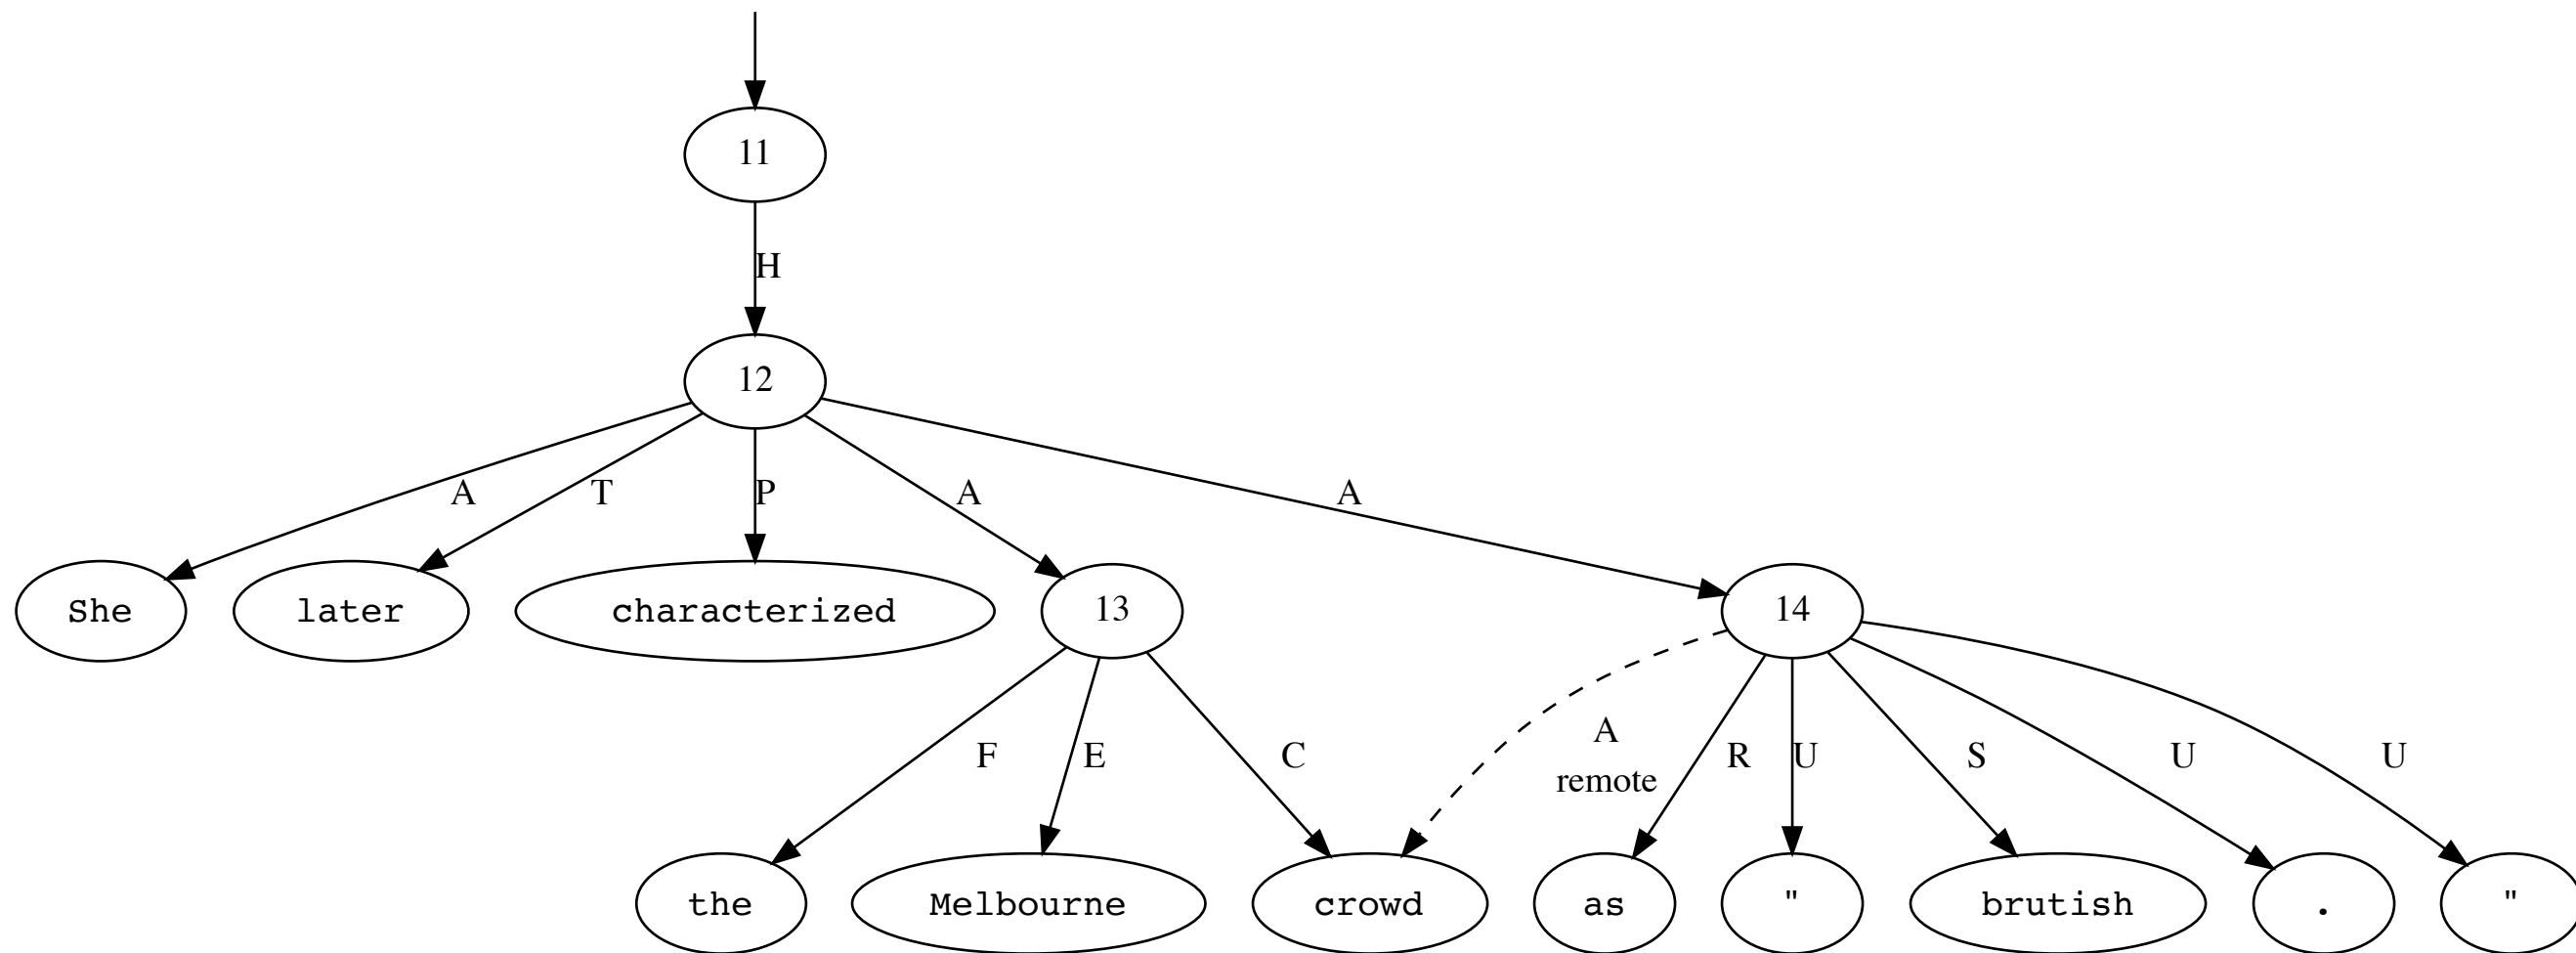 11
H
12
A T P A A
She later characterized 13 14
A
remote
F E C R U S U U
the Melbourne crowd as " brutish . "